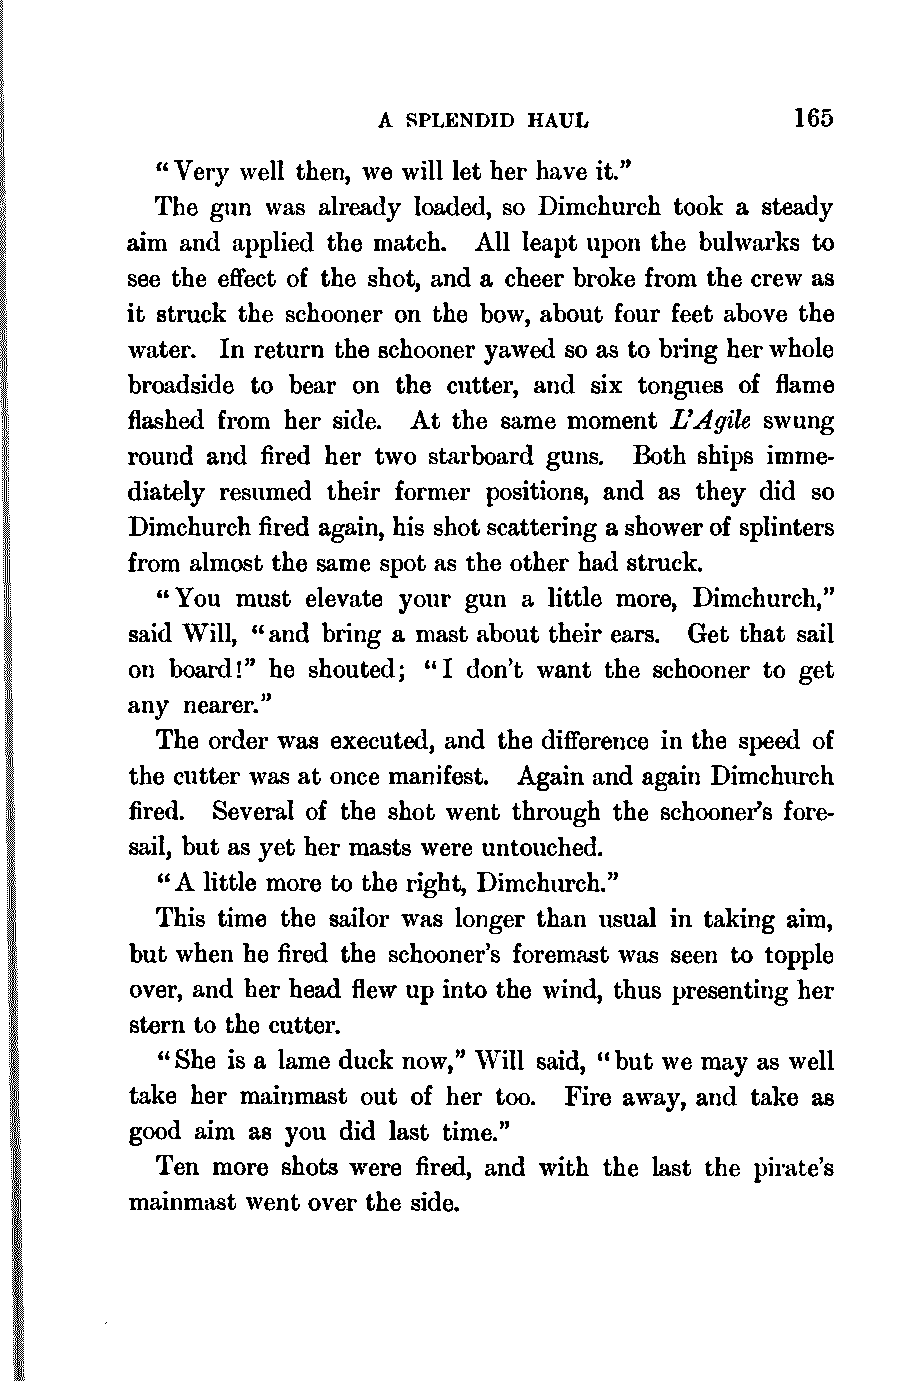 A SPLENDID HAUL 165
"Very well then, we will let her have it."
The gun was already loaded, so Dimchurch took a steady
aim and applied the match. All leapt upon the bulwarks to
see the effect of the shot, and a cheer broke from the crew as
it struck the schooner on the bow, about four feet above the
water. In return the schooner yawed so as to bring her whole
broadside to bear on the cutter, and six tongues of flame
flashed from her side. At the same moment L'Agile swung
round and fired her two starboard guns. Both ships imme-
diately resumed their former positions, and as they did so
Dimchurch fired again, his shot scattering a shower of splinters
from almost the same spot as the other had struck.
"You must elevate your gun a little more, Dimchurch,"
said Will, "and bring a mast about their ears. Get that sail
on board!" he shouted; "I don't want the schooner to get
any nearer."
The order was executed, and the difference in the speed of
the cutter was at once manifest. Again and again Dimchurch
fired. Several of the shot went through the schooner's fore-
sail, but as yet her masts were untouched.
"A little more to the right, Dimchurch."
This time the sailor was longer than usual in taking aim,
but when he fired the schooner's foremast was seen to topple
over, and her head flew up into the wind, thus presenting her
stern to the cutter.
"She is a lame duck now," Will said, "but we may as well
take her mainmast out of her too. Fire away, and take as
good aim as you did last time."
Ten more shots were fired, and with the last the pirate's
mainmast went over the side.